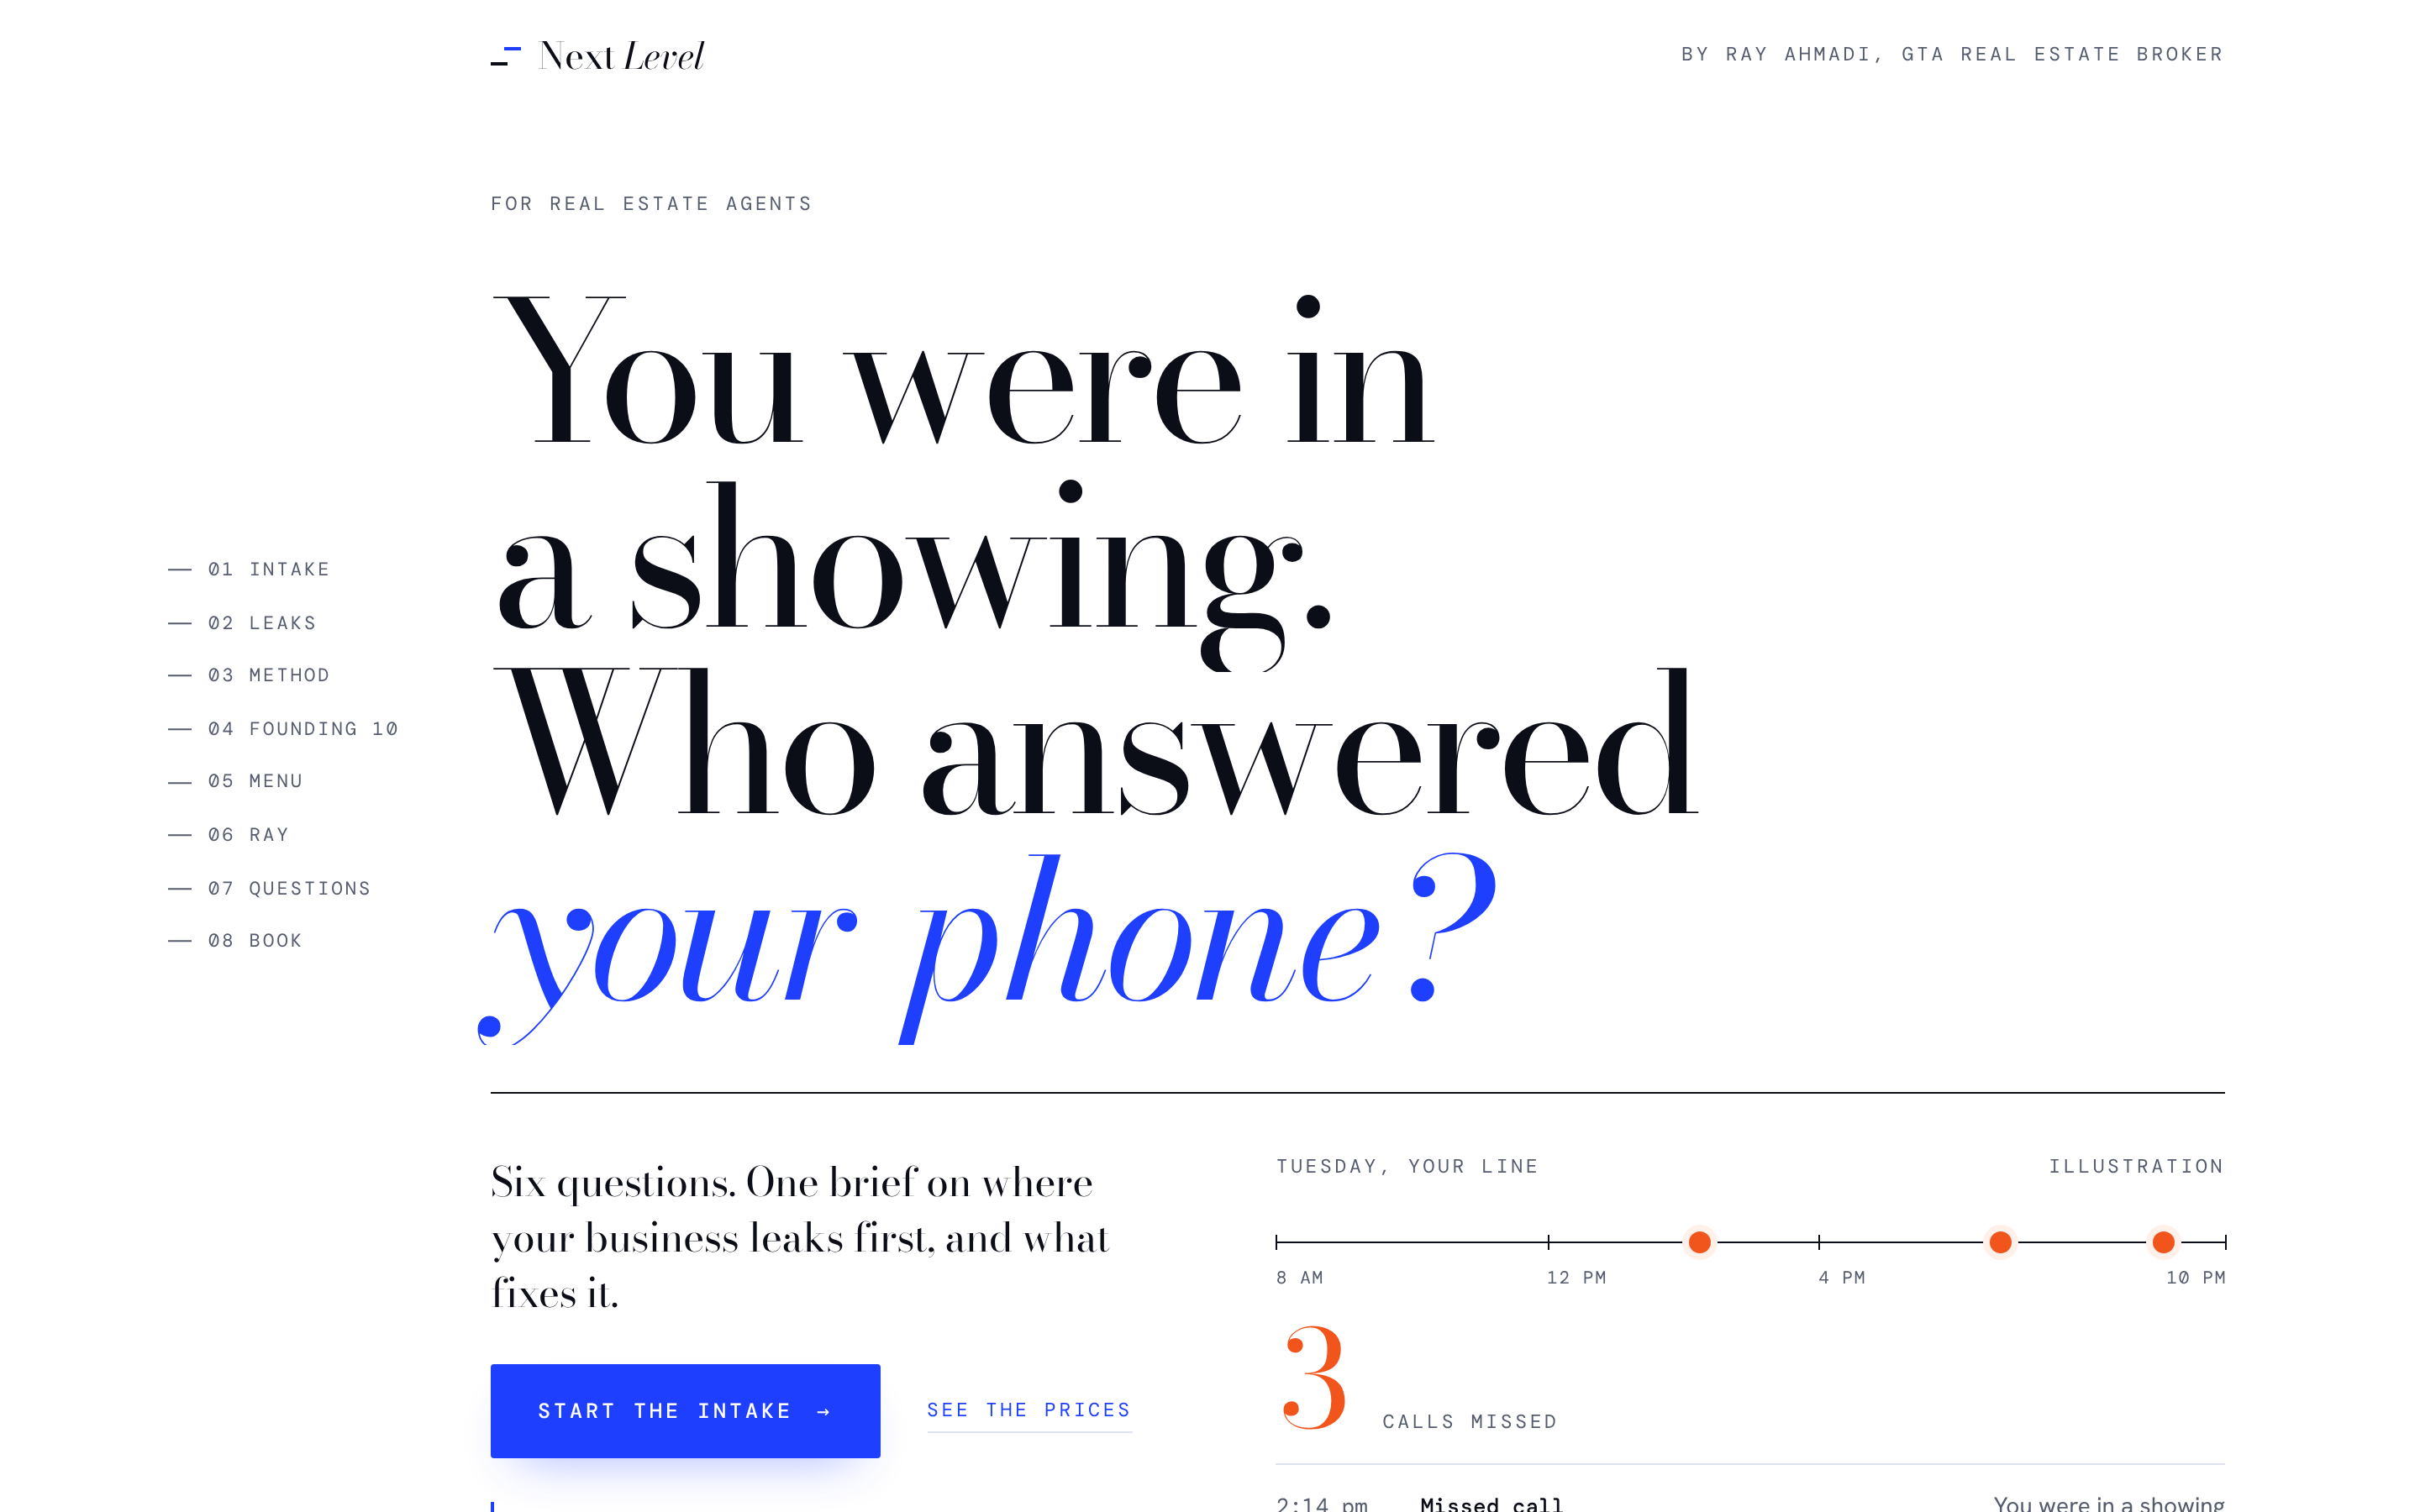 Next Level
BY RAY AHMADI, GTA REAL ESTATE BROKER
FOR REAL ESTATE AGENTS
You were in
a showing.
Who answered
your phone?
01 INTAKE
02 LEAKS
03 METHOD
04 FOUNDING 10
05 MENU
06 RAY
07 QUESTIONS
08 BOOK
Six questions. One brief on where
your business leaks first, and what
fixes it.
START THE INTAKE →
SEE THE PRICES
TUESDAY, YOUR LINE
ILLUSTRATION
8 AM
12 PM
4 PM
10 PM
3
CALLS MISSED
2:14 pm
Missed call
You were in a showing